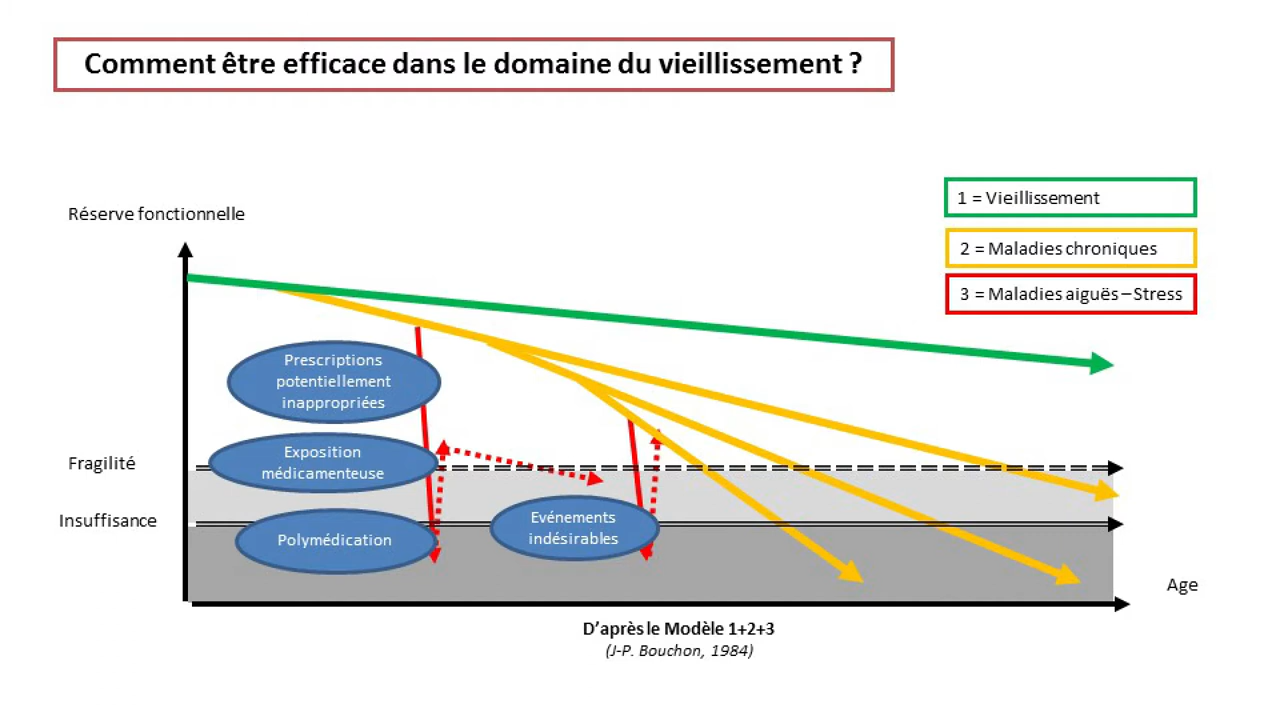 Comment être efficace dans le domaine du vieillissement ?
Réserve fonctionnelle
1 = Vieillissement
2 = Maladies chroniques
3 = Maladies aiguës – Stress
Prescriptions
potentiellement
inappropriées
Exposition
médicamenteuse
Fragilité
Insuffisance
Polymédication
Evénements
indésirables
Age
D’après le Modèle 1+2+3
(J-P. Bouchon, 1984)